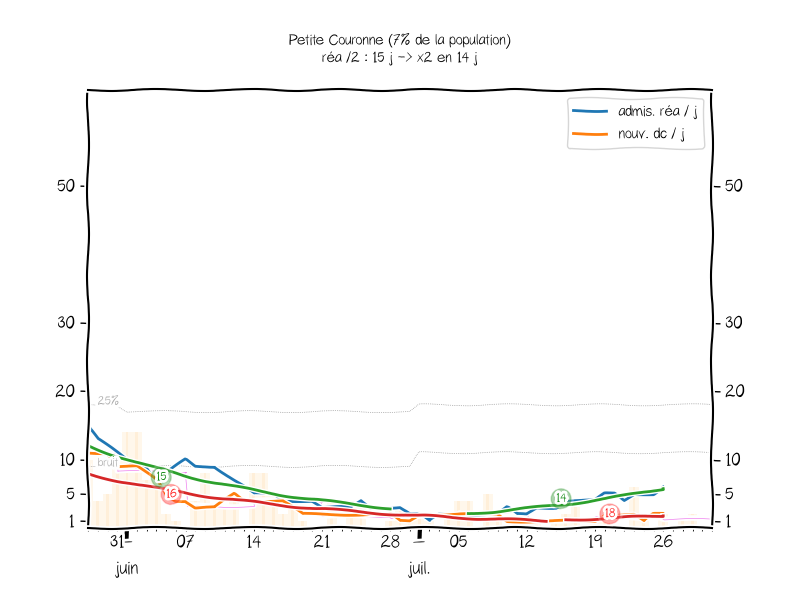 Petite Couronne (7% de la population)
réa /2 : 15 j -> x2 en 14 j
admis. réa / j
nouv. dc / j
50 50
30 30
20 20
25%
10 10
bruit
15
16
14
18
5 5
1 1
31 07 14 21 28 05 12 19 26
juin juil.